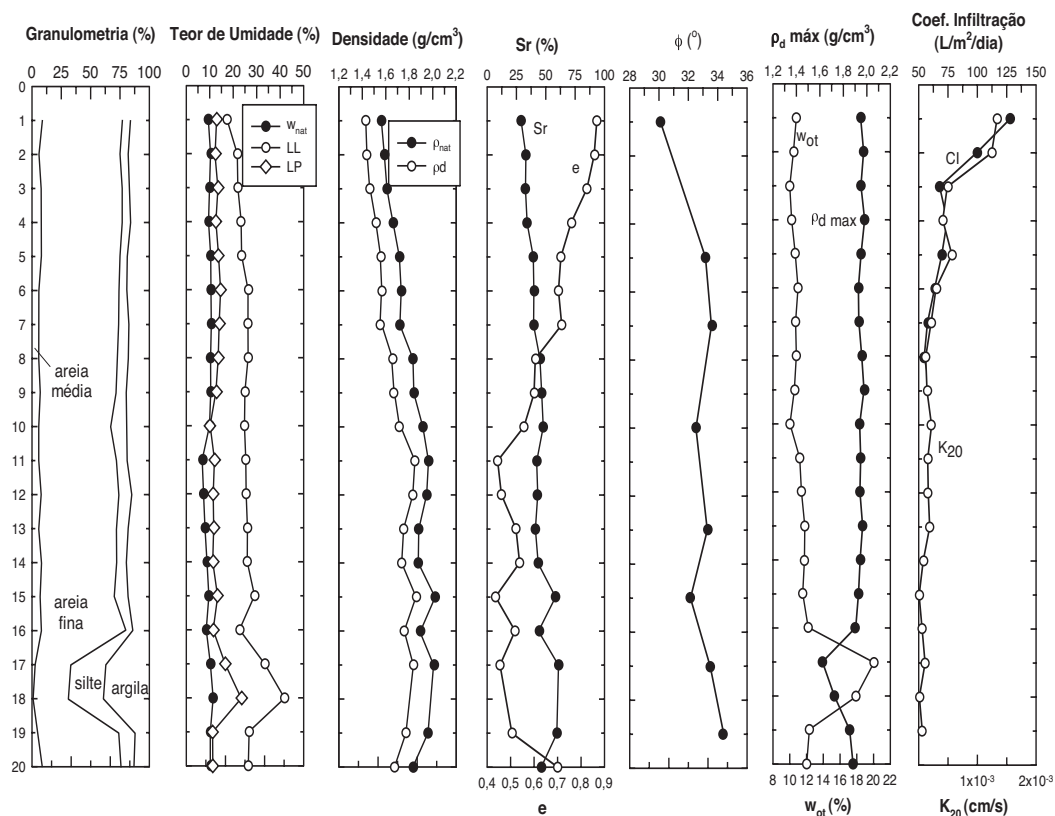 Granulometria (%)
Teor de Umidade (%)
Densidade (g/cm³)
Sr (%)
ϕ (º)
ρd máx (g/cm³)
Coef. Infiltração
(L/m²/dia)
0 25 50 75 100
0 10 20 30 40 50
1,2 1,4 1,6 1,8 2,0 2,2
0 25 50 75 100
28 30 32 34 36
1,2 1,4 1,6 1,8 2,0 2,2
50 75 100 125 150
0
1
2
3
4
5
6
7
8
9
10
11
12
13
14
15
16
17
18
19
20
areia
média
areia
fina
silte
argila
wnat
LL
LP
ρnat
ρd
Sr
e
wot
ρd max
CI
K20
0,4 0,5 0,6 0,7 0,8 0,9
e
8 10 12 14 16 18 20 22
wot (%)
1x10⁻³ 2x10⁻³
K20 (cm/s)